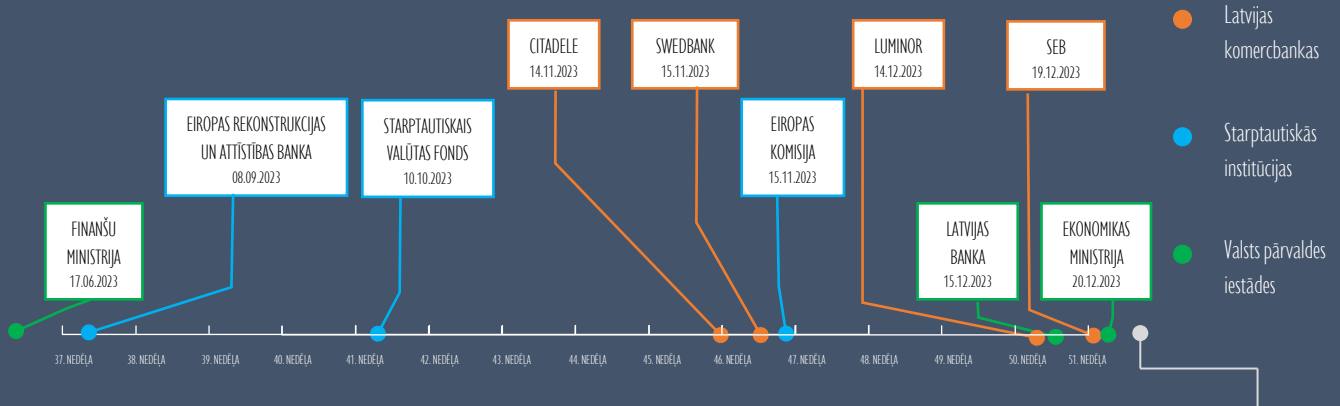 CITADELE
14.11.2023
SWEDBANK
15.11.2023
LUMINOR
14.12.2023
SEB
19.12.2023
Latvijas
komercbankas
EIROPAS REKONSTRUKCIJAS
UN ATTĪSTĪBAS BANKA
08.09.2023
STARPTAUTISKAIS
VALŪTAS FONDS
10.10.2023
EIROPAS
KOMISIJA
15.11.2023
Starptautiskās
institūcijas
FINANŠU
MINISTRIJA
17.06.2023
LATVIJAS
BANKA
15.12.2023
EKONOMIKAS
MINISTRIJA
20.12.2023
Valsts pārvaldes
iestādes
37. NEDĒĻA
38. NEDĒĻA
39. NEDĒĻA
40. NEDĒĻA
41. NEDĒĻA
42. NEDĒĻA
43. NEDĒĻA
44. NEDĒĻA
45. NEDĒĻA
46. NEDĒĻA
47. NEDĒĻA
48. NEDĒĻA
49. NEDĒĻA
50. NEDĒĻA
51. NEDĒĻA